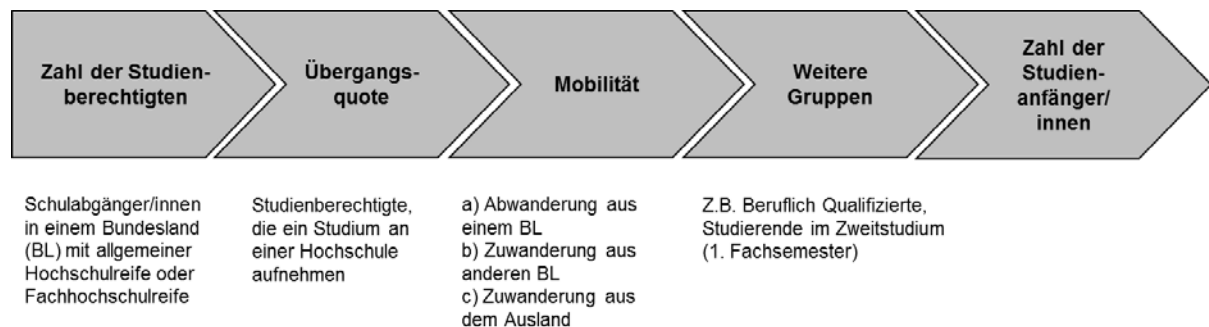 Zahl der Studien-
berechtigten
Übergangs-
quote
Mobilität
Weitere
Gruppen
Zahl der
Studien-
anfänger/
innen
Schulabgänger/innen
in einem Bundesland
(BL) mit allgemeiner
Hochschulreife oder
Fachhochschulreife
Studienberechtigte,
die ein Studium an
einer Hochschule
aufnehmen
a) Abwanderung aus
einem BL
b) Zuwanderung aus
anderen BL
c) Zuwanderung aus
dem Ausland
Z.B. Beruflich Qualifizierte,
Studierende im Zweitstudium
(1. Fachsemester)